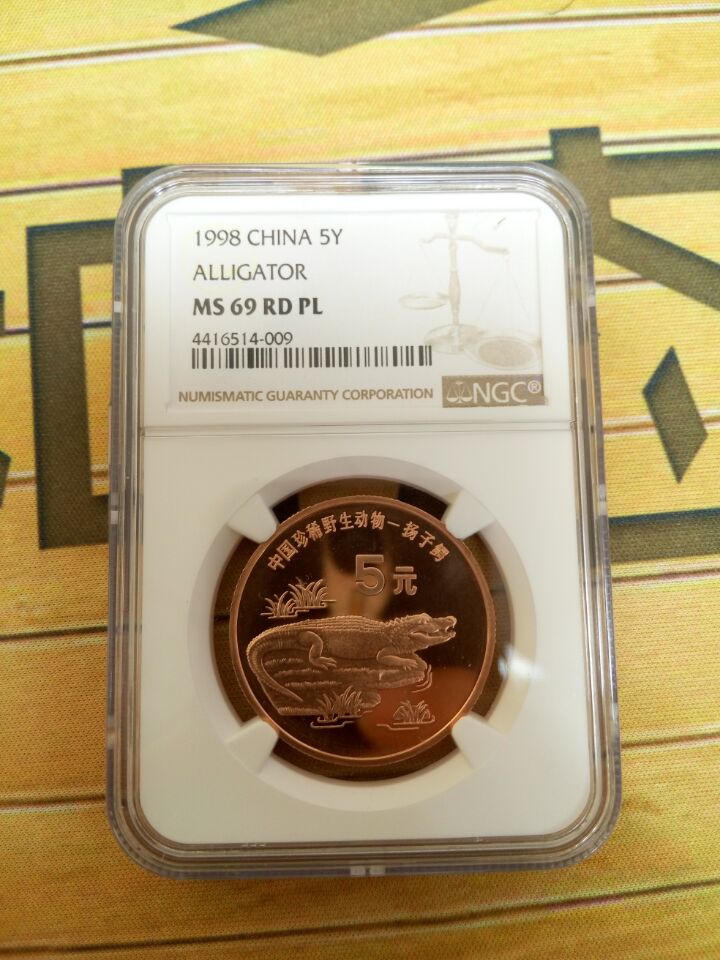 1998 CHINA 5Y
ALLIGATOR
MS 69 RD PL
4416514-009
NUMISMATIC GUARANTY CORPORATION NGC®
中国珍稀野生动物－扬子鳄
5元